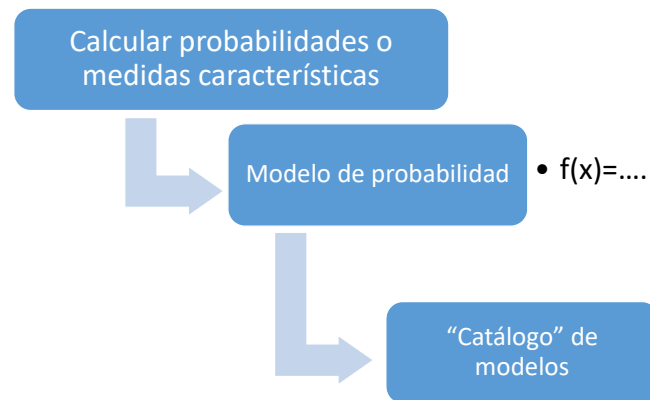 Calcular probabilidades o
medidas características
Modelo de probabilidad
• f(x)=....
“Catálogo” de
modelos